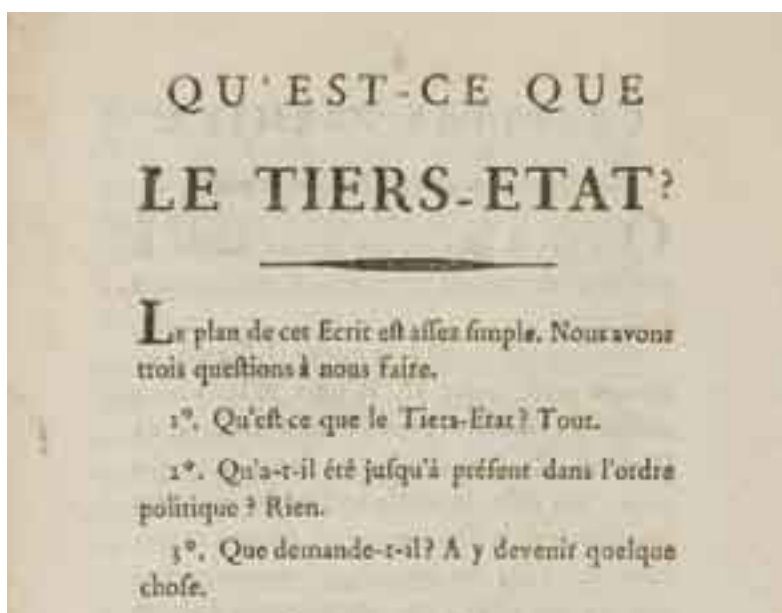 QU'EST-CE QUE
LE TIERS-ETAT?
Le plan de cet Ecrit est assez simple. Nous avons
trois questions à nous faire.
1°. Qu'est-ce que le Tiers-Etat? Tout.
2°. Qu'a-t-il été jusqu'à présent dans l'ordre
politique? Rien.
3°. Que demande-t-il? A y devenir quelque
chose.